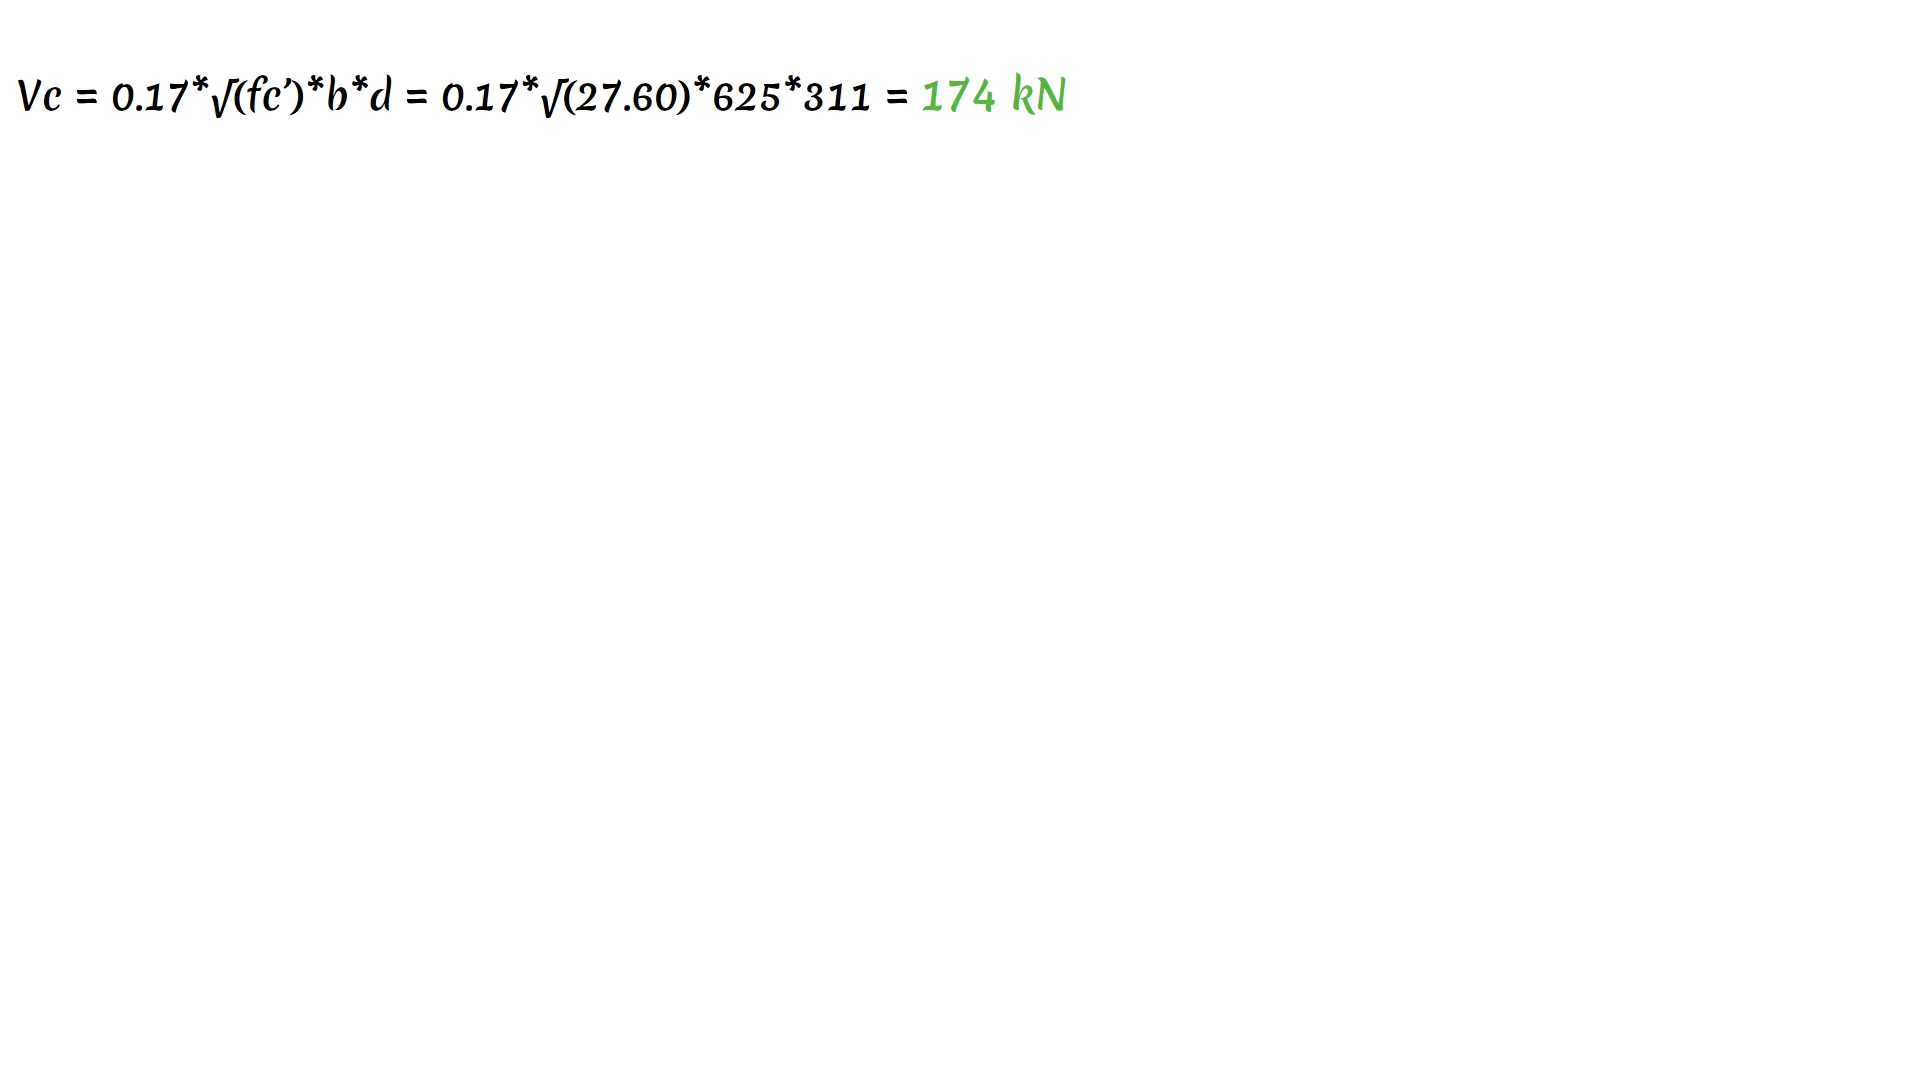 Vc = 0.17*√(fc’)*b*d = 0.17*√(27.60)*625*311 = 174 kN